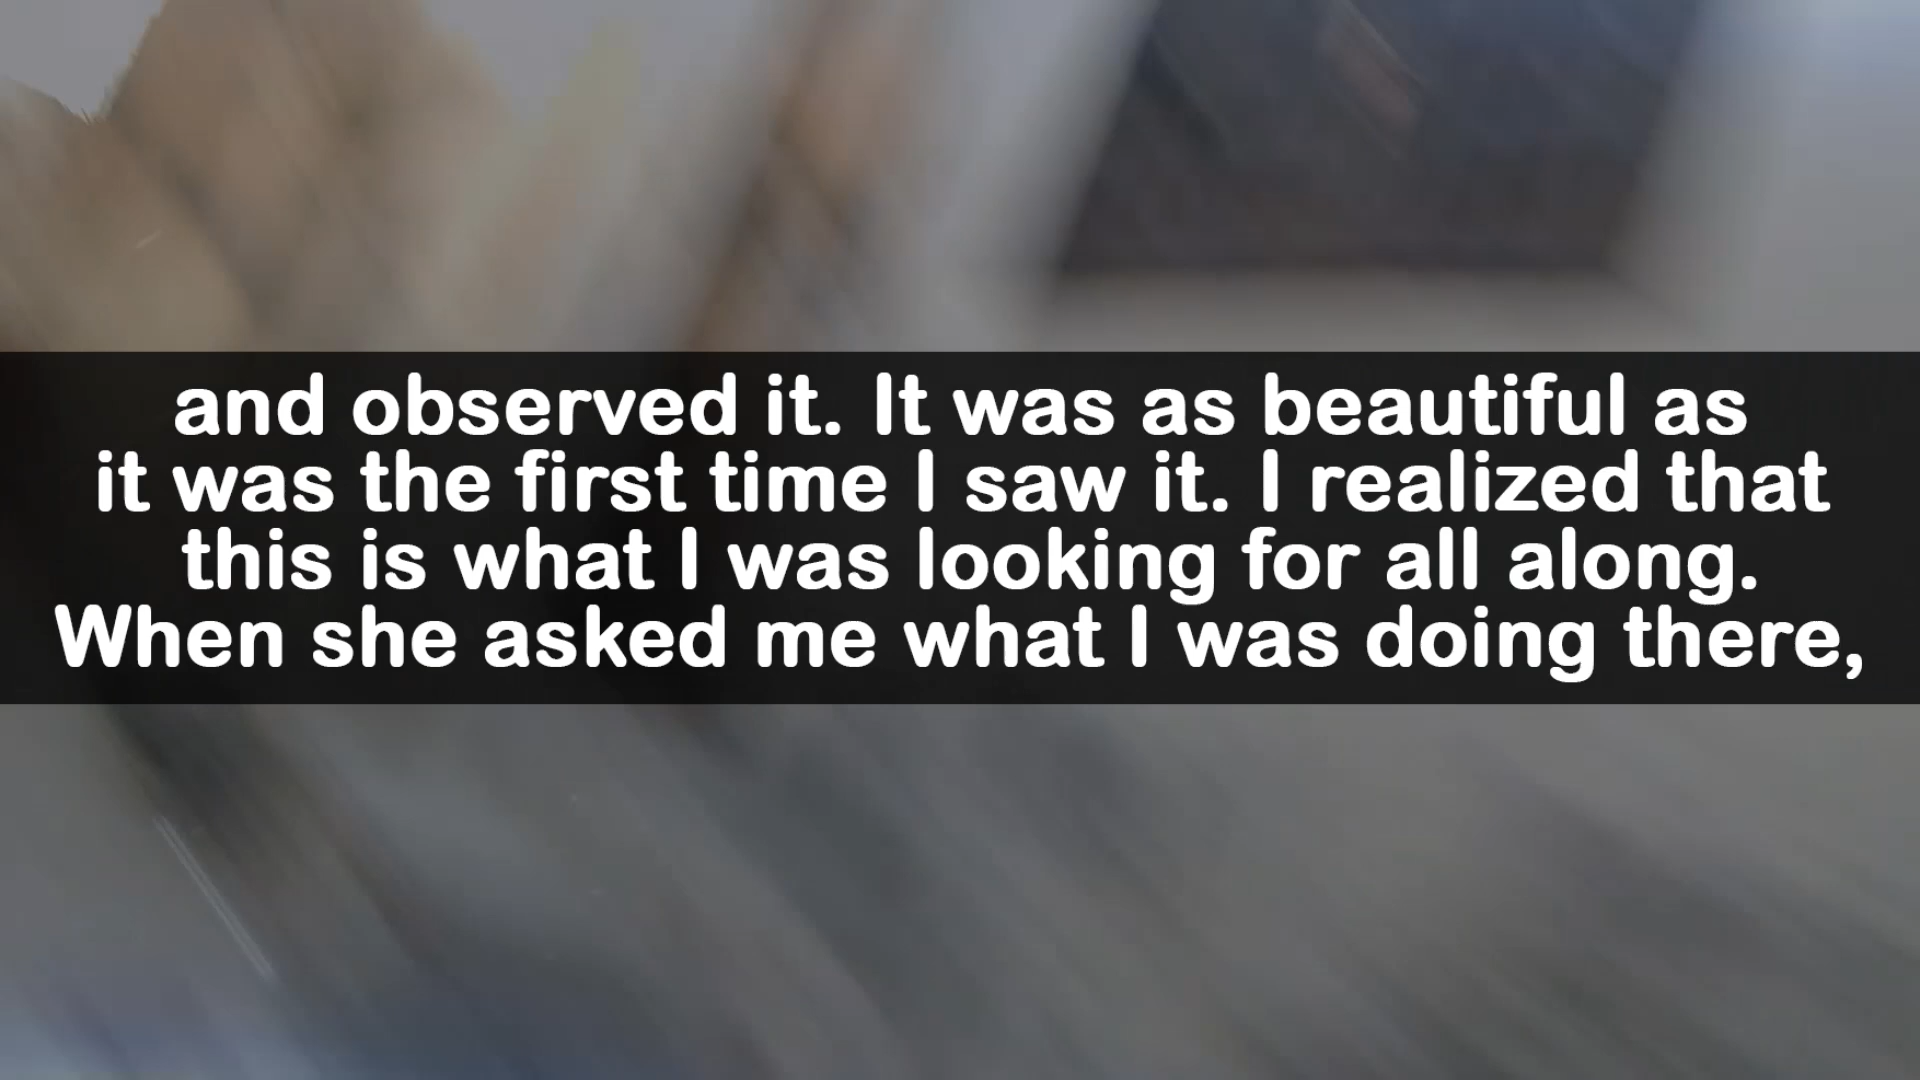 and observed it. It was as beautiful as
it was the first time I saw it. I realized that
this is what I was looking for all along.
When she asked me what I was doing there,